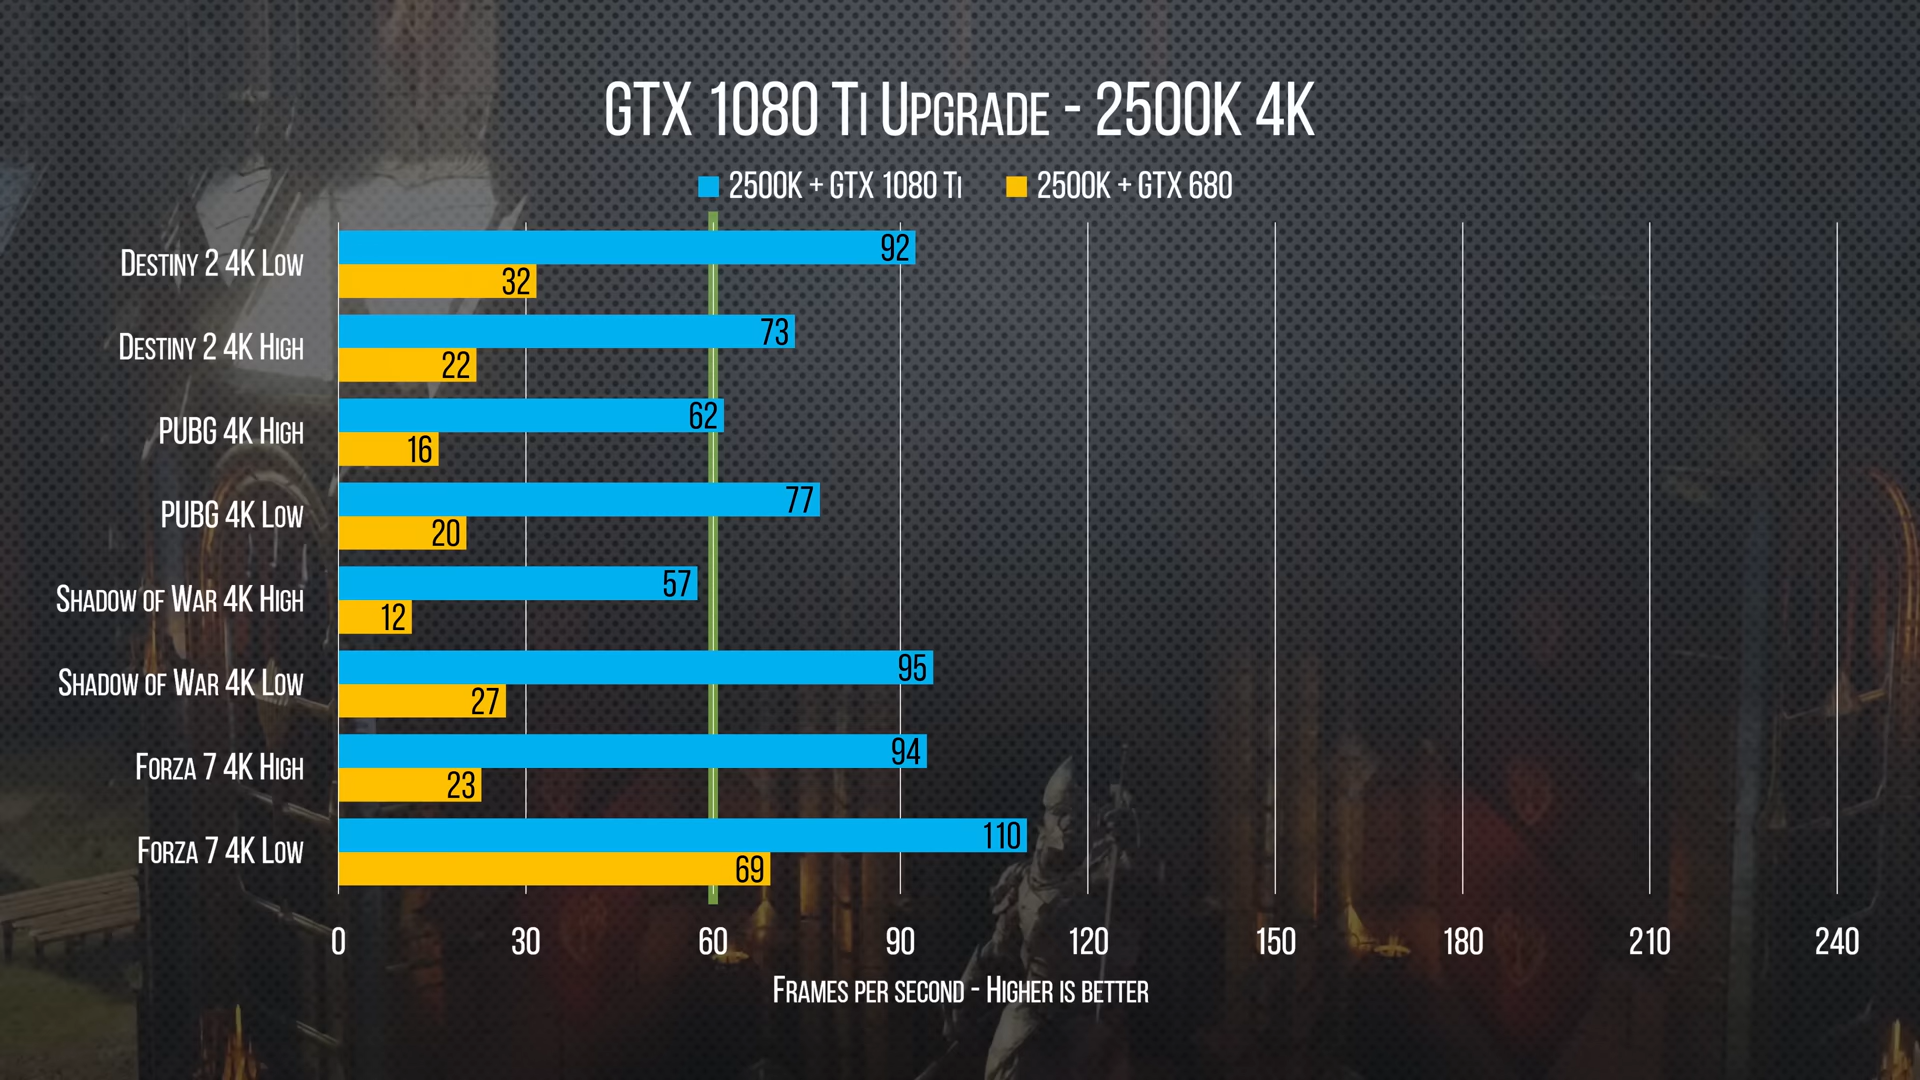 GTX 1080 Ti Upgrade - 2500K 4K
2500K + GTX 1080 Ti 2500K + GTX 680
Destiny 2 4K Low 92
32
Destiny 2 4K High 73
22
PUBG 4K High 62
16
PUBG 4K Low 77
20
Shadow of War 4K High 57
12
Shadow of War 4K Low 95
27
Forza 7 4K High 94
23
Forza 7 4K Low 110
69
0 30 60 90 120 150 180 210 240
Frames per second - Higher is better